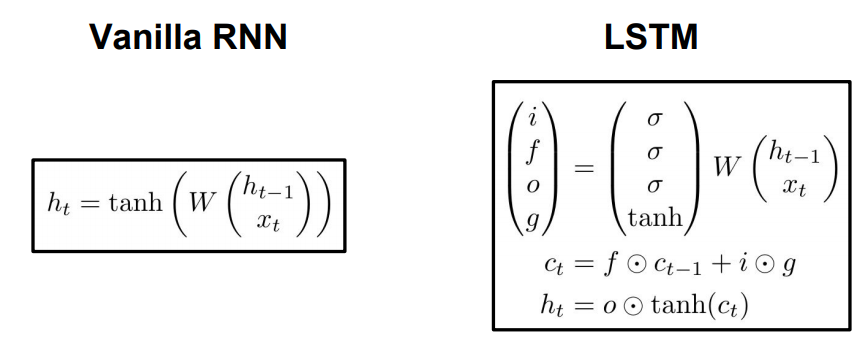 Vanilla RNN
h_t = tanh ( W ( h_{t-1} x_t ) )
LSTM
( i f o g ) = ( σ σ σ tanh ) W ( h_{t-1} x_t )
c_t = f ⊙ c_{t-1} + i ⊙ g
h_t = o ⊙ tanh(c_t)